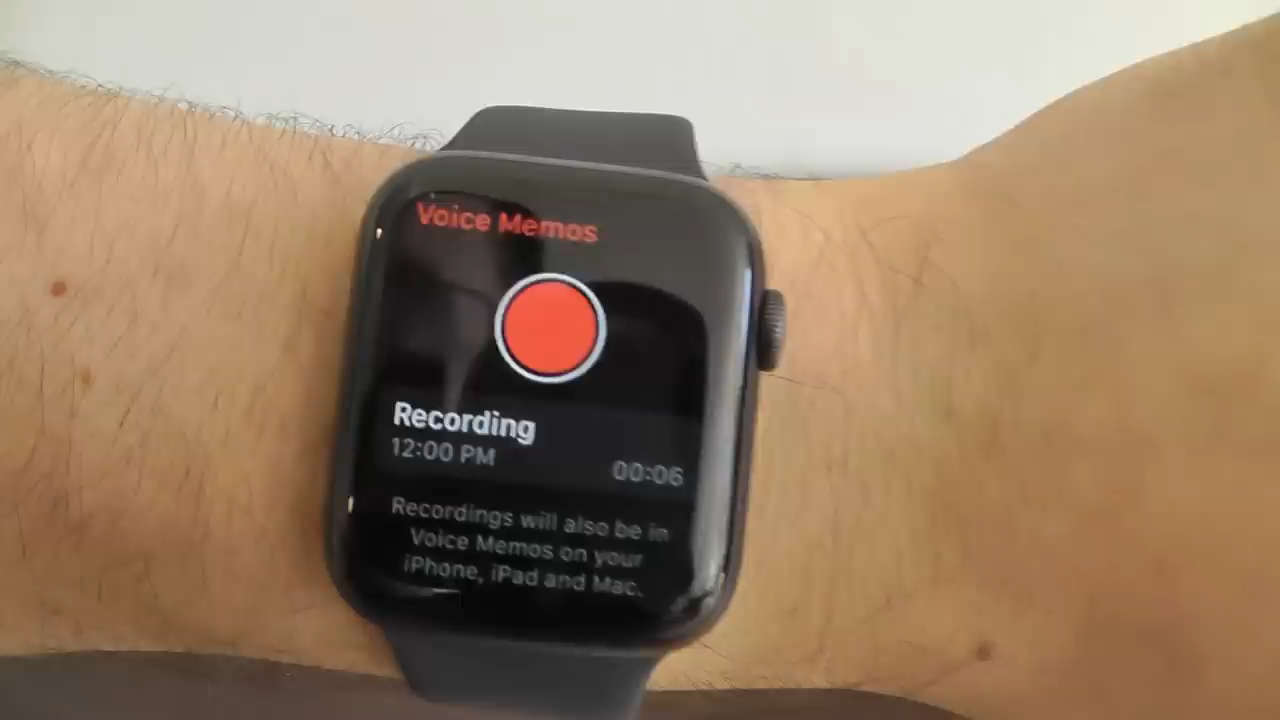 Voice Memos
Recording
12:00 PM
00:06
Recordings will also be in
Voice Memos on your
iPhone, iPad and Mac.